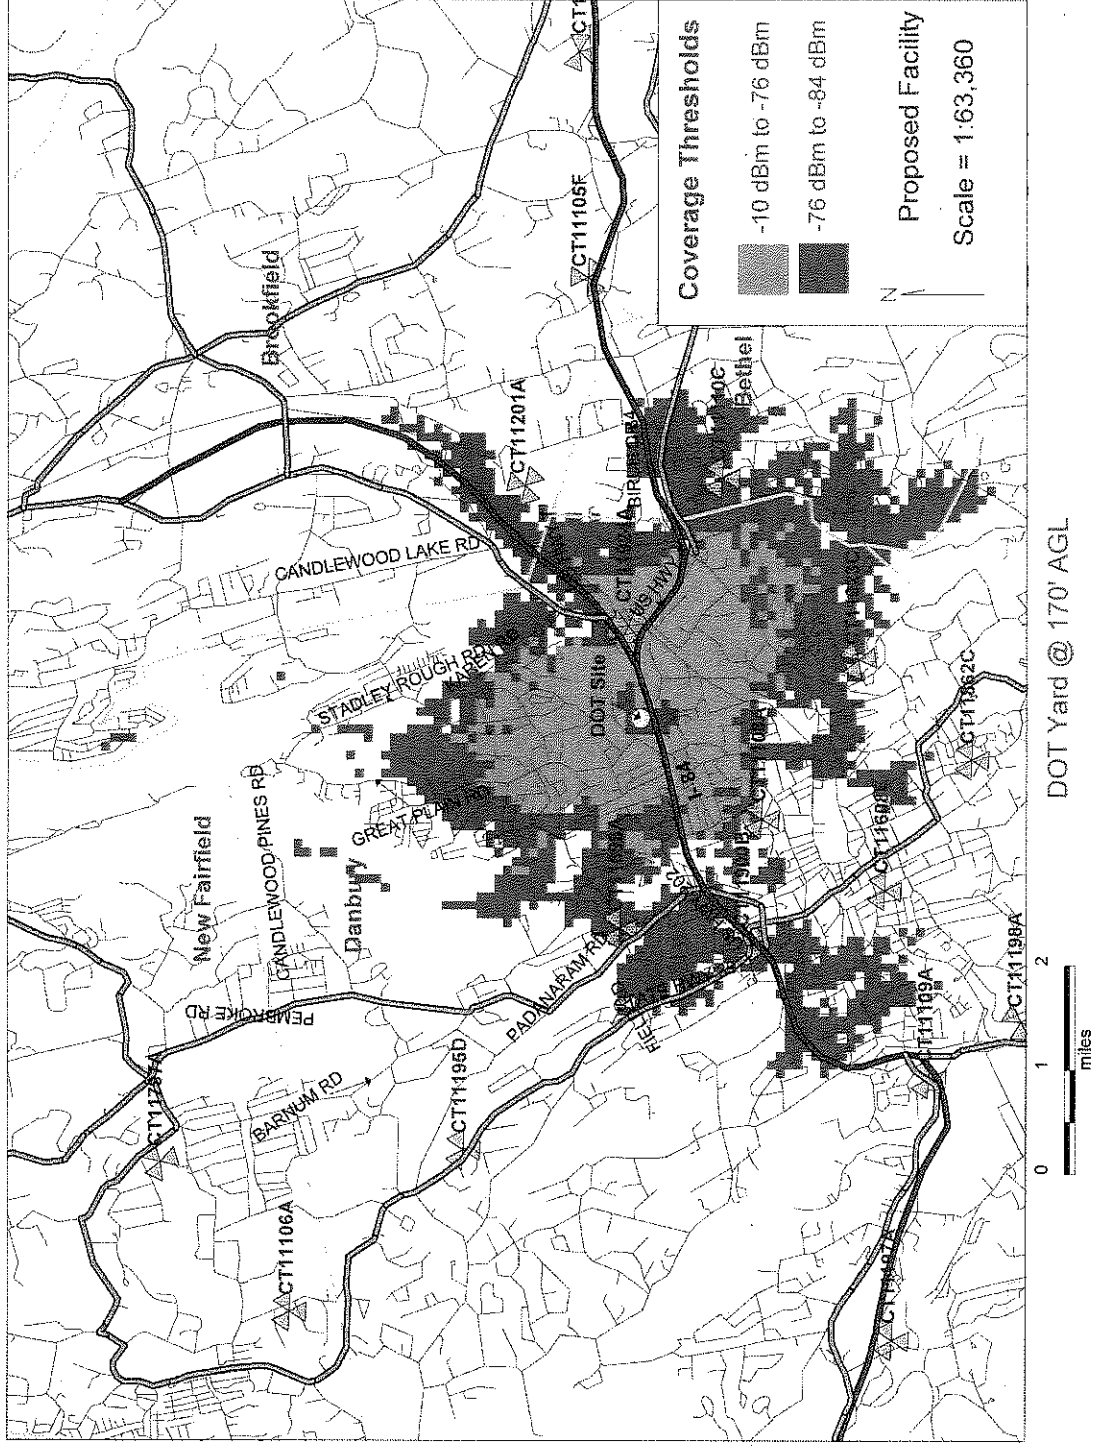 New Fairfield
Brookfield
Danbury
Bethel
CT11106A
CT11195D
BARNUM RD
PEMBROKE RD
CANDLEWOOD PINES RD
PADANARAM RD
GREAT PLAIN RD
STADLEY ROUGH RD
CANDLEWOOD LAKE RD
CT11201A
CT11105F
DOT Site
I-84
US HWY
CT11862C
CT11198A
CT11109A
Coverage Thresholds
-10 dBm to -76 dBm
-76 dBm to -84 dBm
N
Proposed Facility
Scale = 1:63,360
0 1 2
miles
DOT Yard @ 170' AGL